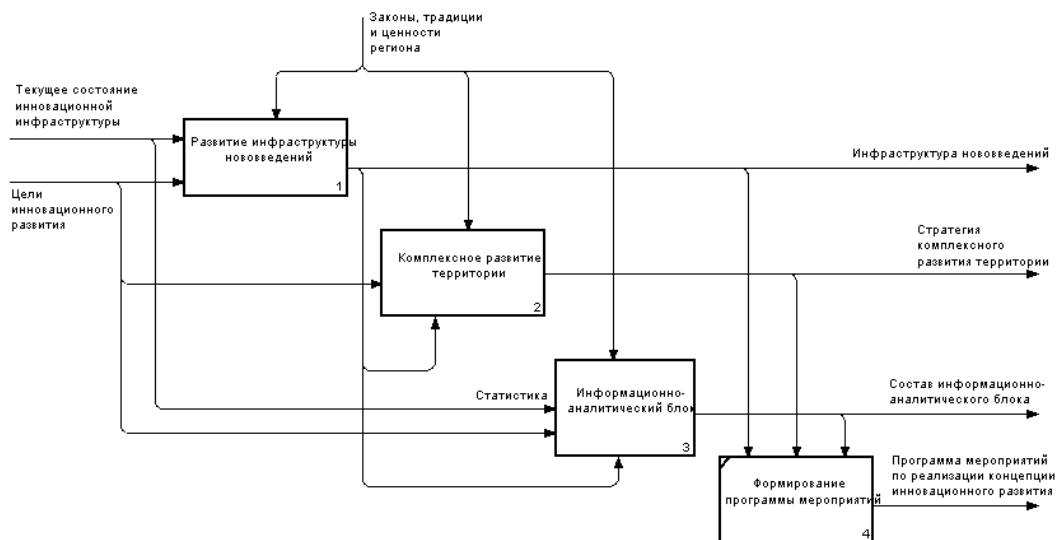 Законы, традиции
и ценности
региона
Текущее состояние
инновационной
инфраструктуры
Развитие инфраструктуры
нововведений
1
Инфраструктура нововведений
Цели
инновационного
развития
Стратегия
комплексного
развития территории
Комплексное развитие
территории
2
Статистика
Информационно-
аналитический блок
3
Состав информационно-
аналитического блока
Программа мероприятий
по реализации концепции
инновационного развития
Формирование
программы мероприятий
4